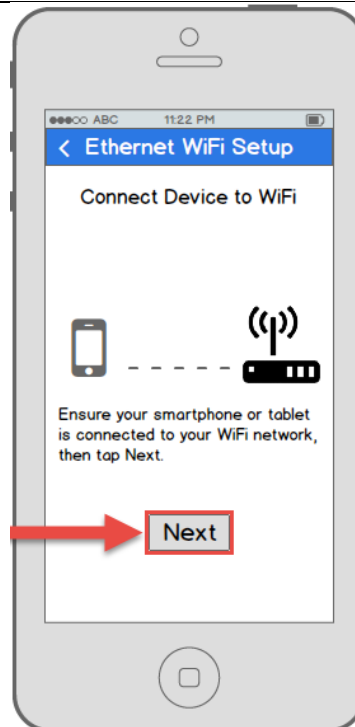 ABC 11:22 PM
< Ethernet WiFi Setup
Connect Device to WiFi
Ensure your smartphone or tablet
is connected to your WiFi network,
then tap Next.
Next